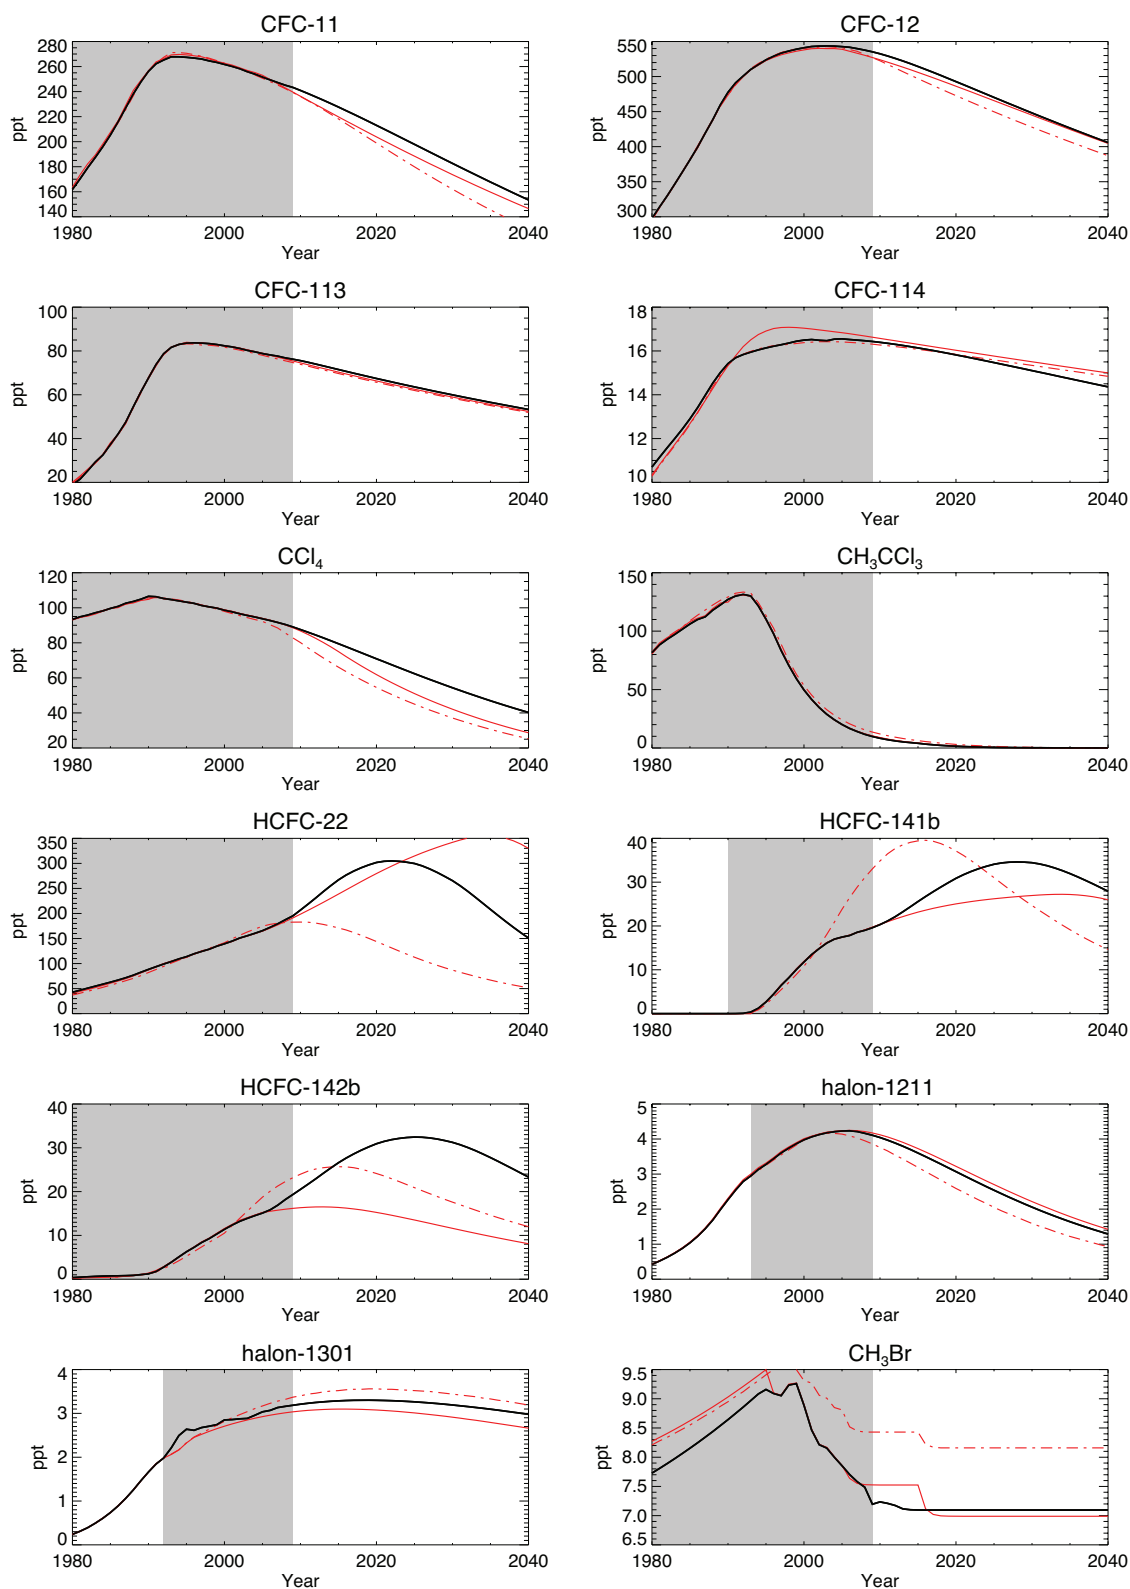 CFC-11
280
260
240
220
200
180
160
140
ppt
1980 2000 2020 2040
Year
CFC-12
550
500
450
400
350
300
ppt
1980 2000 2020 2040
Year
CFC-113
100
80
60
40
20
ppt
1980 2000 2020 2040
Year
CFC-114
18
16
14
12
10
ppt
1980 2000 2020 2040
Year
CCl₄
120
100
80
60
40
20
ppt
1980 2000 2020 2040
Year
CH₃CCl₃
150
100
50
0
ppt
1980 2000 2020 2040
Year
HCFC-22
350
300
250
200
150
100
50
0
ppt
1980 2000 2020 2040
Year
HCFC-141b
40
30
20
10
0
ppt
1980 2000 2020 2040
Year
HCFC-142b
40
30
20
10
0
ppt
1980 2000 2020 2040
Year
halon-1211
5
4
3
2
1
0
ppt
1980 2000 2020 2040
Year
halon-1301
4
3
2
1
0
ppt
1980 2000 2020 2040
Year
CH₃Br
9.5
9.0
8.5
8.0
7.5
7.0
6.5
ppt
1980 2000 2020 2040
Year